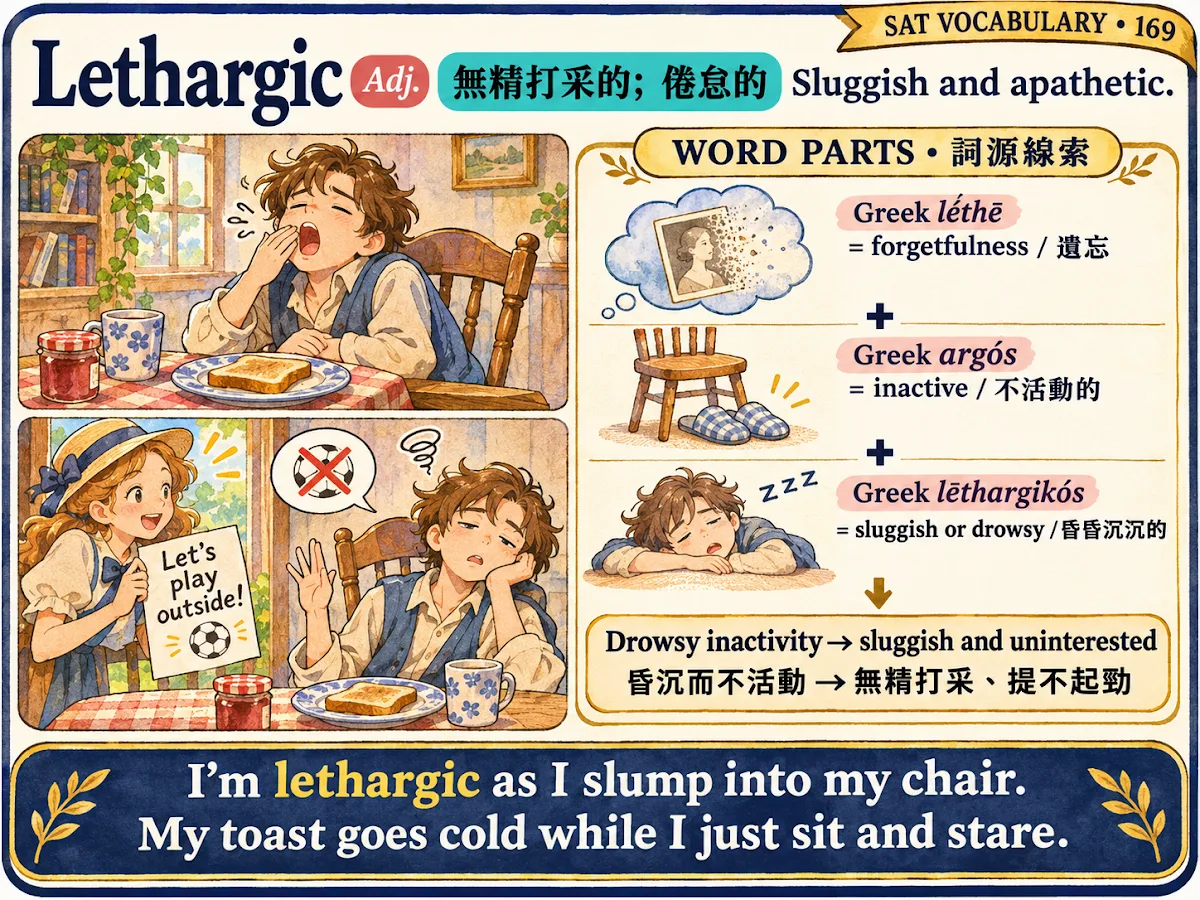 SAT VOCABULARY • 169
Lethargic Adj. 無精打采的; 倦怠的 Sluggish and apathetic.
WORD PARTS • 詞源線索
Greek lḗthē
= forgetfulness / 遺忘
+
Greek argós
= inactive / 不活動的
+
zzz
Greek lēthargikós
= sluggish or drowsy / 昏昏沉沉的
Drowsy inactivity → sluggish and uninterested
昏沉而不活動 → 無精打采、提不起勁
Let's
play
outside!
I'm lethargic as I slump into my chair.
My toast goes cold while I just sit and stare.